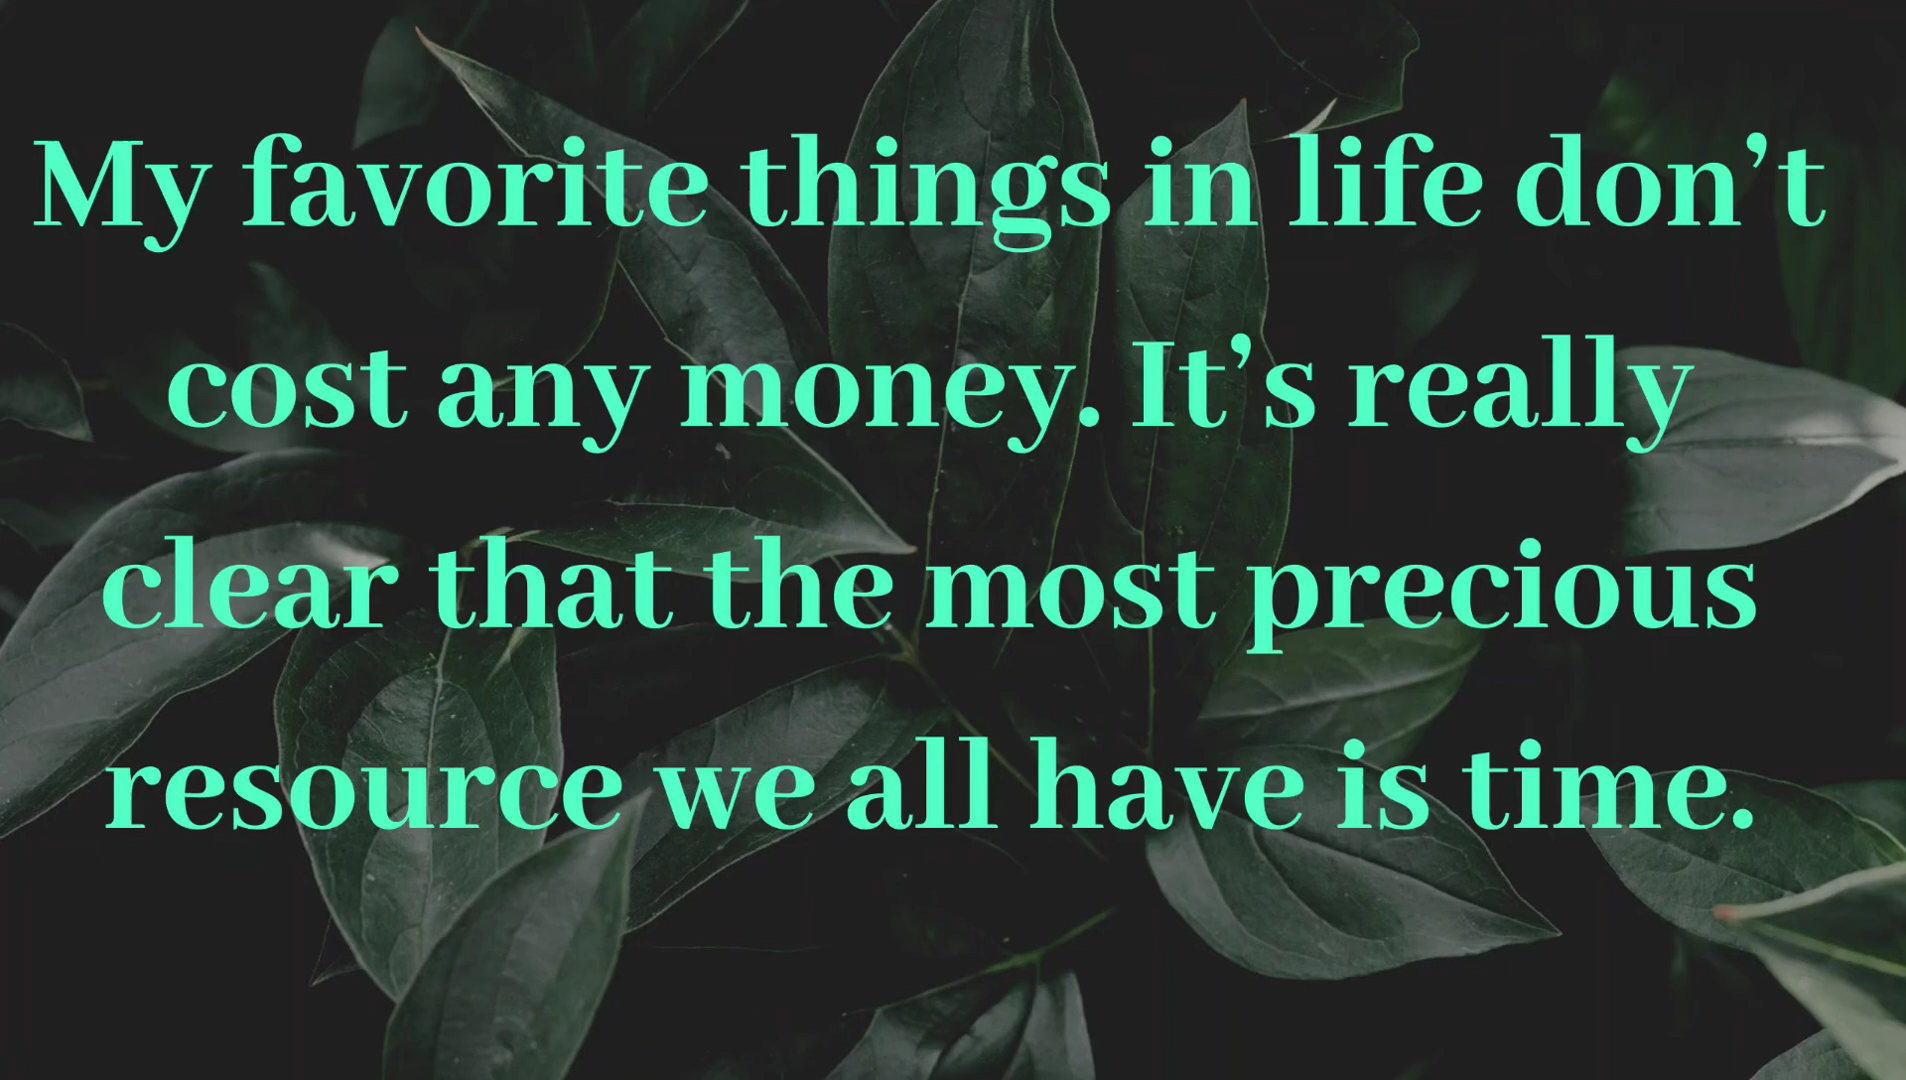 My favorite things in life don’t
cost any money. It’s really
clear that the most precious
resource we all have is time.